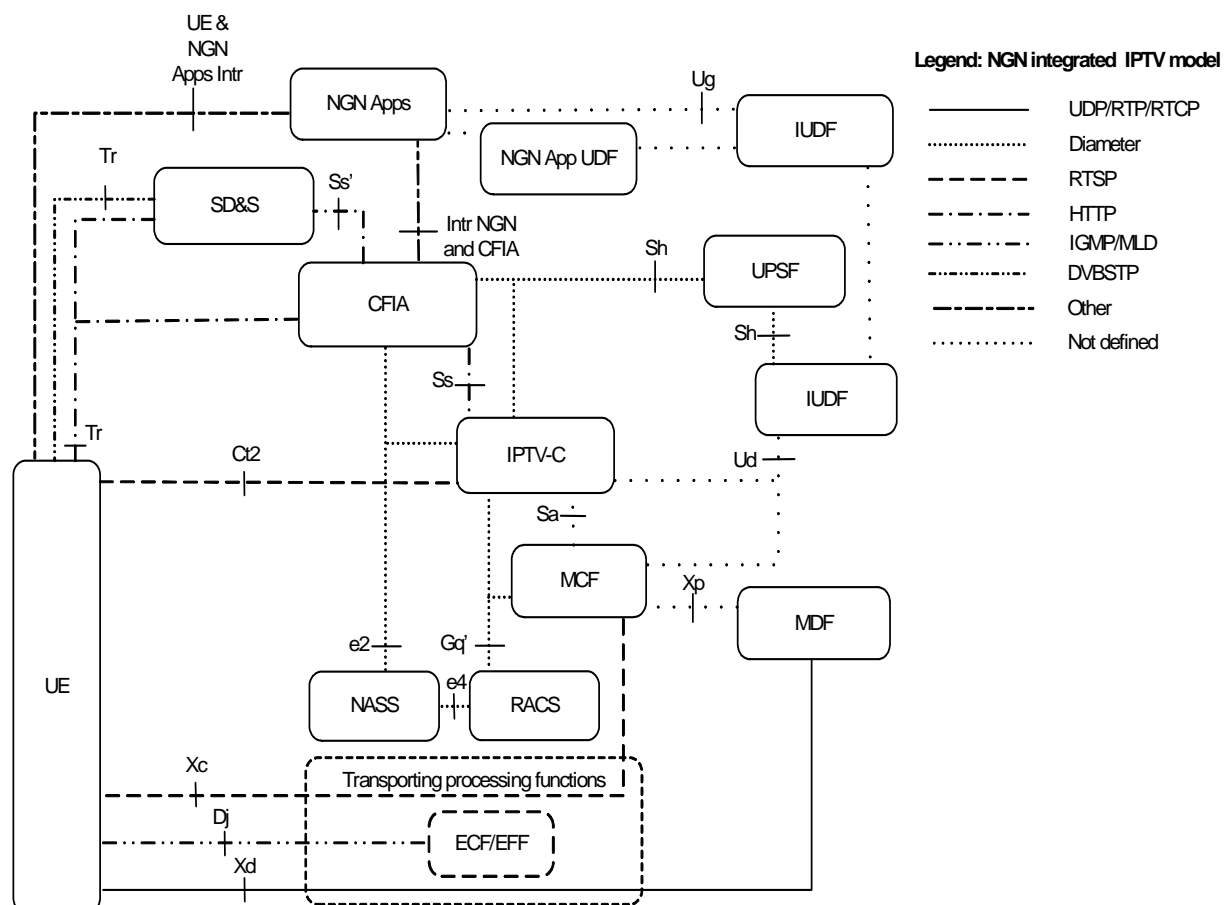 UE &
NGN
Apps Intr
NGN Apps
Ug
IUDF
NGN App UDF
Legend: NGN integrated IPTV model
UDP/RTP/RTCP
Diameter
RTSP
HTTP
IGMP/MLD
DVBSTP
Other
Not defined
Tr
SD&S
Ss’
Intr NGN
and CFIA
Sh
UPSF
CFIA
Sh
Ss
IUDF
Tr
Ct2
IPTV-C
Ud
Sa
MCF
Xp
MDF
e2
Gq’
UE
NASS
e4
RACS
Xc
Transporting processing functions
Dj
ECF/EFF
Xd